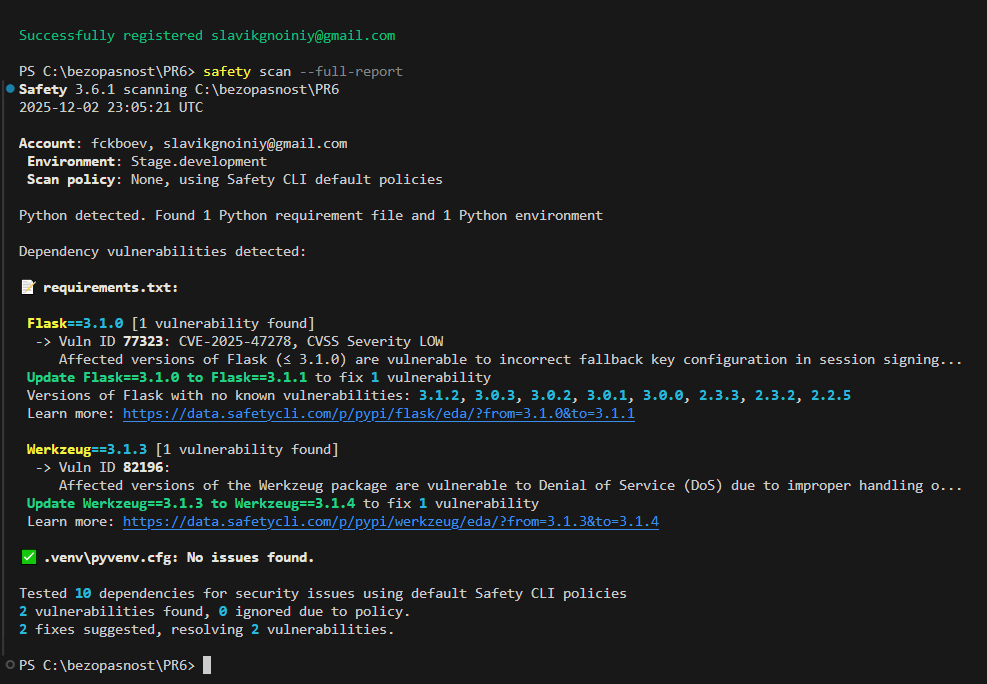 Successfully registered slavikgnoiniy@gmail.com
PS C:\bezopasnost\PR6> safety scan --full-report
Safety 3.6.1 scanning C:\bezopasnost\PR6
2025-12-02 23:05:21 UTC
Account: fckboev, slavikgnoiniy@gmail.com
Environment: Stage.development
Scan policy: None, using Safety CLI default policies
Python detected. Found 1 Python requirement file and 1 Python environment
Dependency vulnerabilities detected:
📝 requirements.txt:
Flask==3.1.0 [1 vulnerability found]
-> Vuln ID 77323: CVE-2025-47278, CVSS Severity LOW
Affected versions of Flask (≤ 3.1.0) are vulnerable to incorrect fallback key configuration in session signing...
Update Flask==3.1.0 to Flask==3.1.1 to fix 1 vulnerability
Versions of Flask with no known vulnerabilities: 3.1.2, 3.0.3, 3.0.2, 3.0.1, 3.0.0, 2.3.3, 2.3.2, 2.2.5
Learn more: https://data.safetycli.com/p/pypi/flask/eda/?from=3.1.0&to=3.1.1
Werkzeug==3.1.3 [1 vulnerability found]
-> Vuln ID 82196:
Affected versions of the Werkzeug package are vulnerable to Denial of Service (DoS) due to improper handling o...
Update Werkzeug==3.1.3 to Werkzeug==3.1.4 to fix 1 vulnerability
Learn more: https://data.safetycli.com/p/pypi/werkzeug/eda/?from=3.1.3&to=3.1.4
✅ .venv\pyvenv.cfg: No issues found.
Tested 10 dependencies for security issues using default Safety CLI policies
2 vulnerabilities found, 0 ignored due to policy.
2 fixes suggested, resolving 2 vulnerabilities.
PS C:\bezopasnost\PR6>